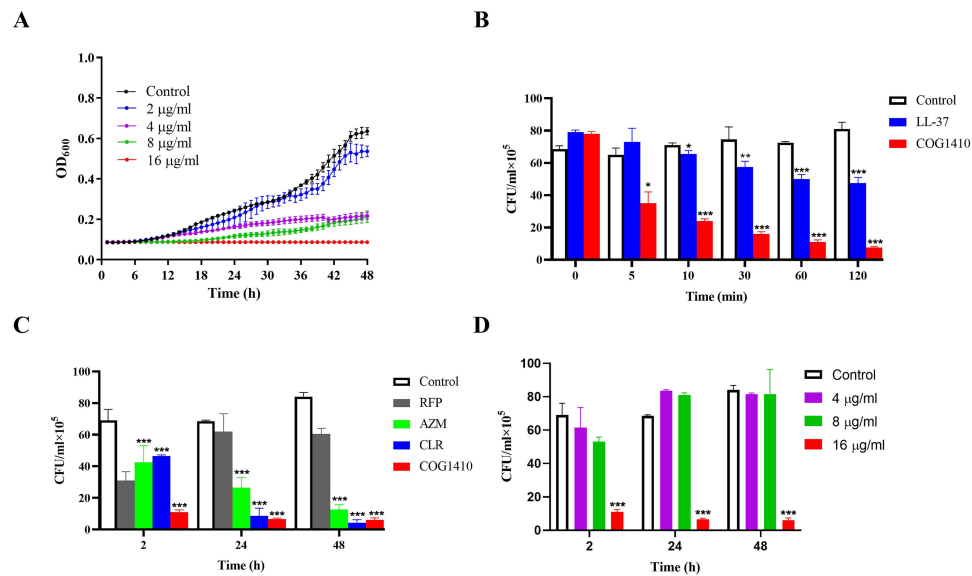 A
1.0
0.8
0.6
0.4
0.2
0.0
OD600
Control
2 μg/ml
4 μg/ml
8 μg/ml
16 μg/ml
0 6 12 18 24 30 36 42 48
Time (h)
B
100
80
60
40
20
0
CFU/ml×10^5
Control
LL-37
COG1410
* * *** ** *** *** *** *** ***
0 5 10 30 60 120
Time (min)
C
100
80
60
40
20
0
CFU/ml×10^5
Control
RFP
AZM
CLR
COG1410
*** *** *** *** *** *** *** *** ***
2 24 48
Time (h)
D
100
80
60
40
20
0
CFU/ml×10^5
Control
4 μg/ml
8 μg/ml
16 μg/ml
*** *** ***
2 24 48
Time (h)